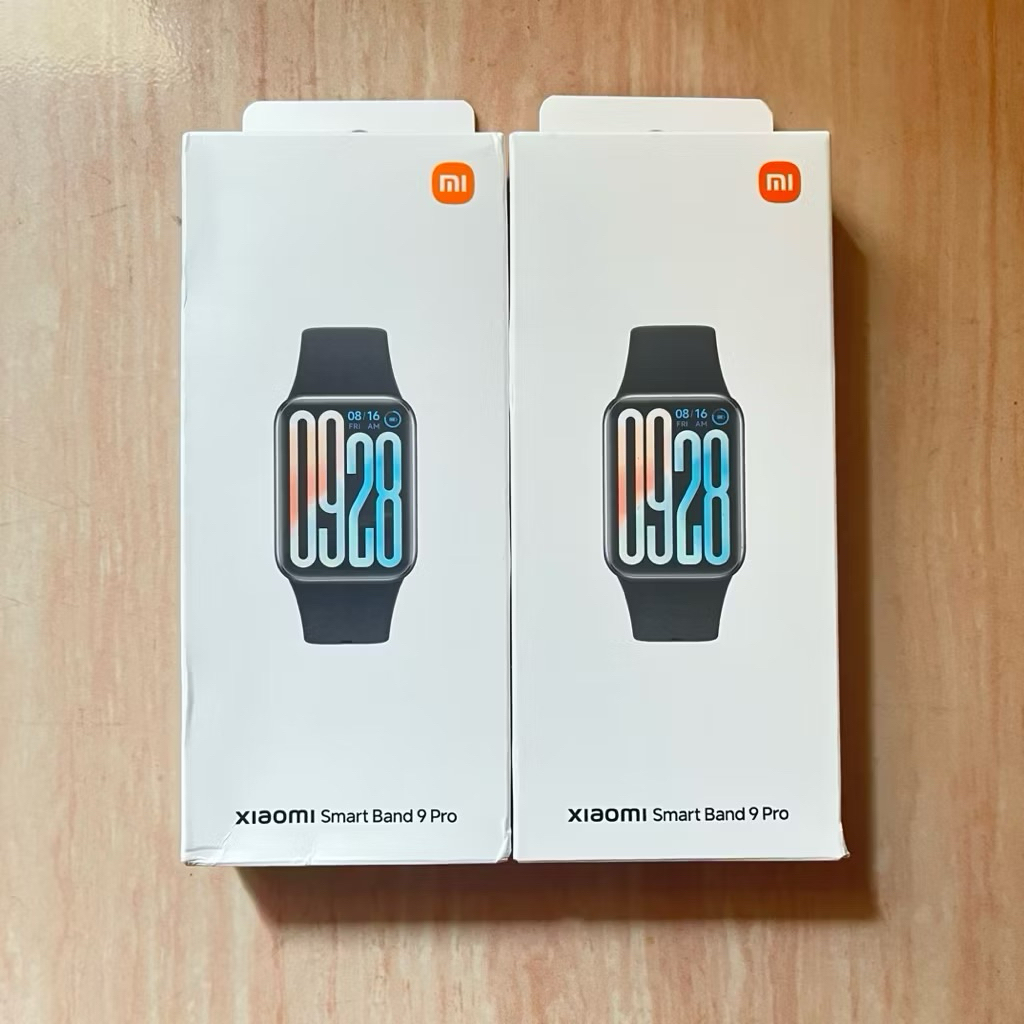 mi
08/16
FRI AM
0928
xiaomi Smart Band 9 Pro
mi
08/16
FRI AM
0928
xiaomi Smart Band 9 Pro